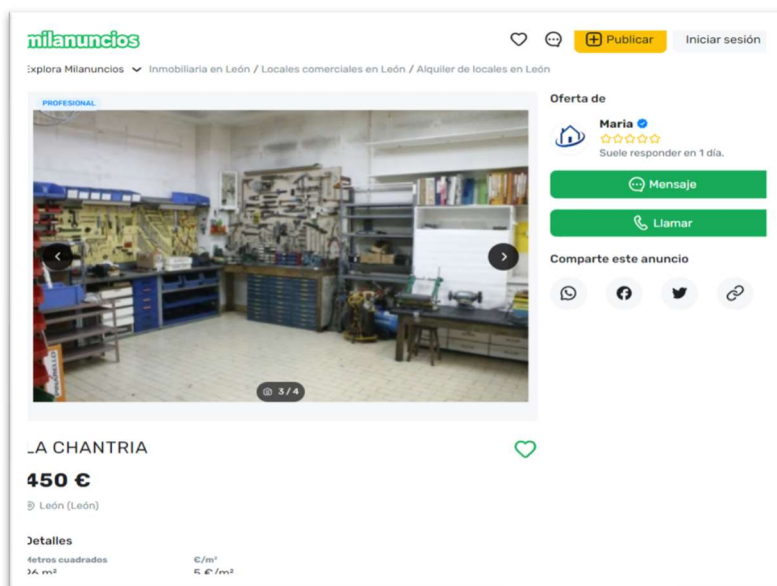 milanuncios
Publicar
Iniciar sesión
Explora Milanuncios
Inmobiliaria en León / Locales comerciales en León / Alquiler de locales en León
PROFESIONAL
3/4
Oferta de
Maria
Suele responder en 1 día.
Mensaje
Llamar
Comparte este anuncio
LA CHANTRIA
450 €
León (León)
Detalles
Metros cuadrados
€/m²
5 €/m²